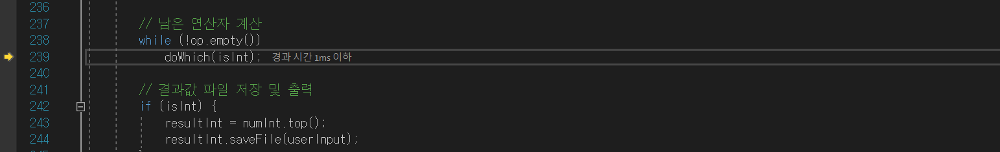 236
237 // 남은 연산자 계산
238 while (!op.empty())
239 doWhich(isInt); 경과 시간 1ms 이하
240
241 // 결과값 파일 저장 및 출력
242 if (isInt) {
243 resultInt = numInt.top();
244 resultInt.saveFile(userInput);